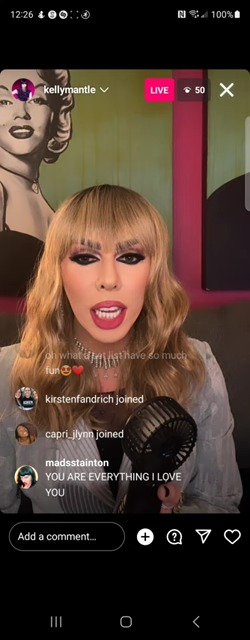 12:26
100%
kellymantle
LIVE
50
oh what u get just have so much
fun😍❤️
kirstenfandrich joined
capri_jlynn joined
madsstainton
YOU ARE EVERYTHING I LOVE
YOU
Add a comment...